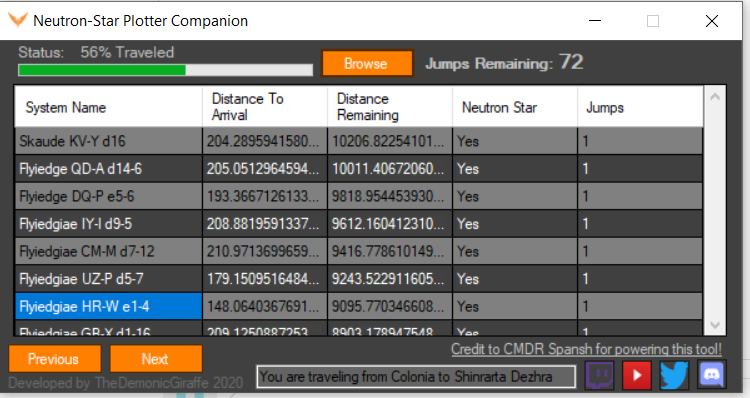 Neutron-Star Plotter Companion
Status: 56% Traveled
Browse
Jumps Remaining: 72
System Name Distance To Arrival Distance Remaining Neutron Star Jumps
Skaude KV-Y d16 204.2895941580... 10206.82254101... Yes 1
Flyiedge QD-A d14-6 205.0512964594... 10011.40672060... Yes 1
Flyiedge DQ-P e5-6 193.3667126133... 9818.954453930... Yes 1
Flyiedgiae IY-I d9-5 208.8819591337... 9612.160412310... Yes 1
Flyiedgiae CM-M d7-12 210.9713699659... 9416.778610149... Yes 1
Flyiedgiae UZ-P d5-7 179.1509516484... 9243.522911605... Yes 1
Flyiedgiae HR-W e1-4 148.0640367691... 9095.770346608... Yes 1
Flyiedgiae GB-X d1-16 209.1250887253... 8903.178947548... Yes 1
Previous Next
Credit to CMDR Spansh for powering this tool!
Developed by TheDemonicGiraffe 2020
You are traveling from Colonia to Shinrarta Dezhra